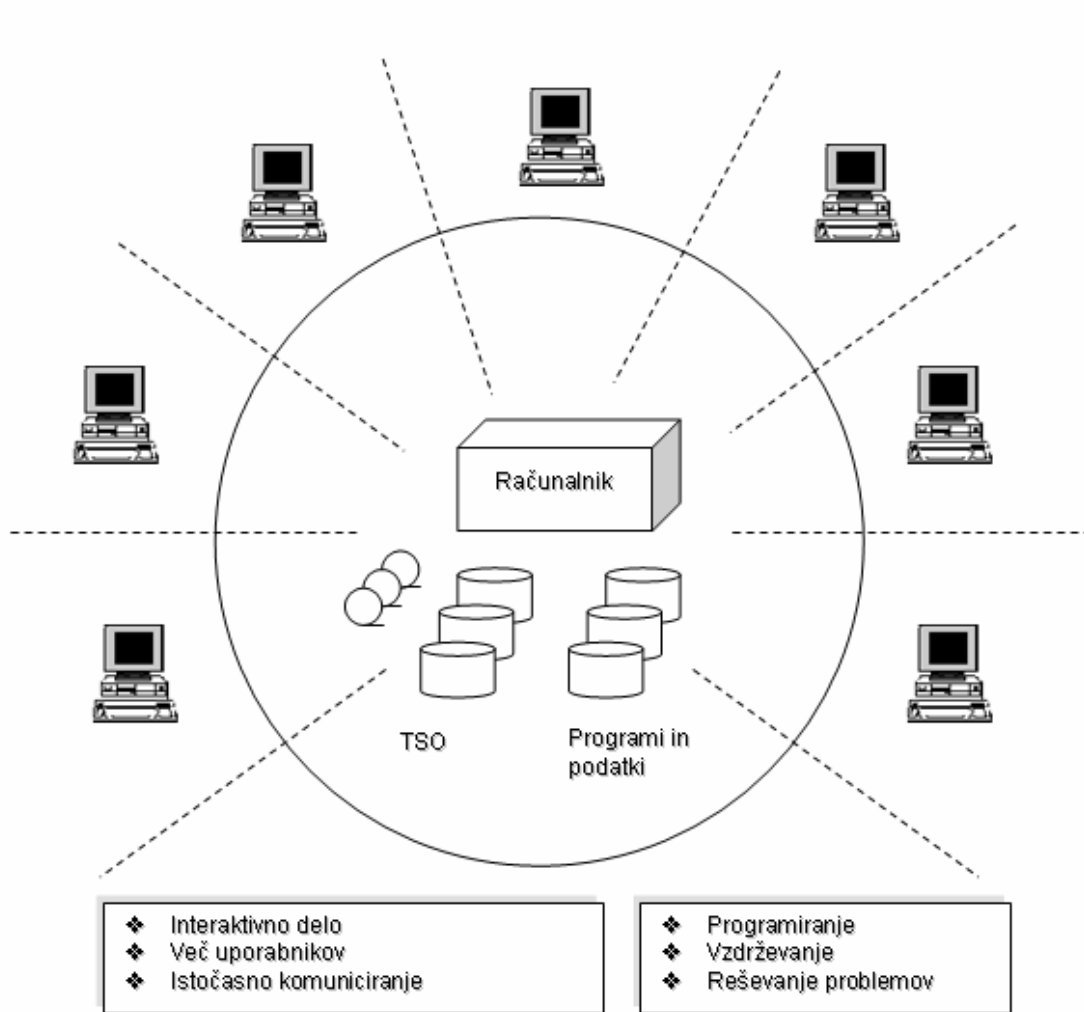 Računalnik
TSO
Programi in
podatki
❖ Interaktivno delo
❖ Več uporabnikov
❖ Istočasno komuniciranje
❖ Programiranje
❖ Vzdrževanje
❖ Reševanje problemov